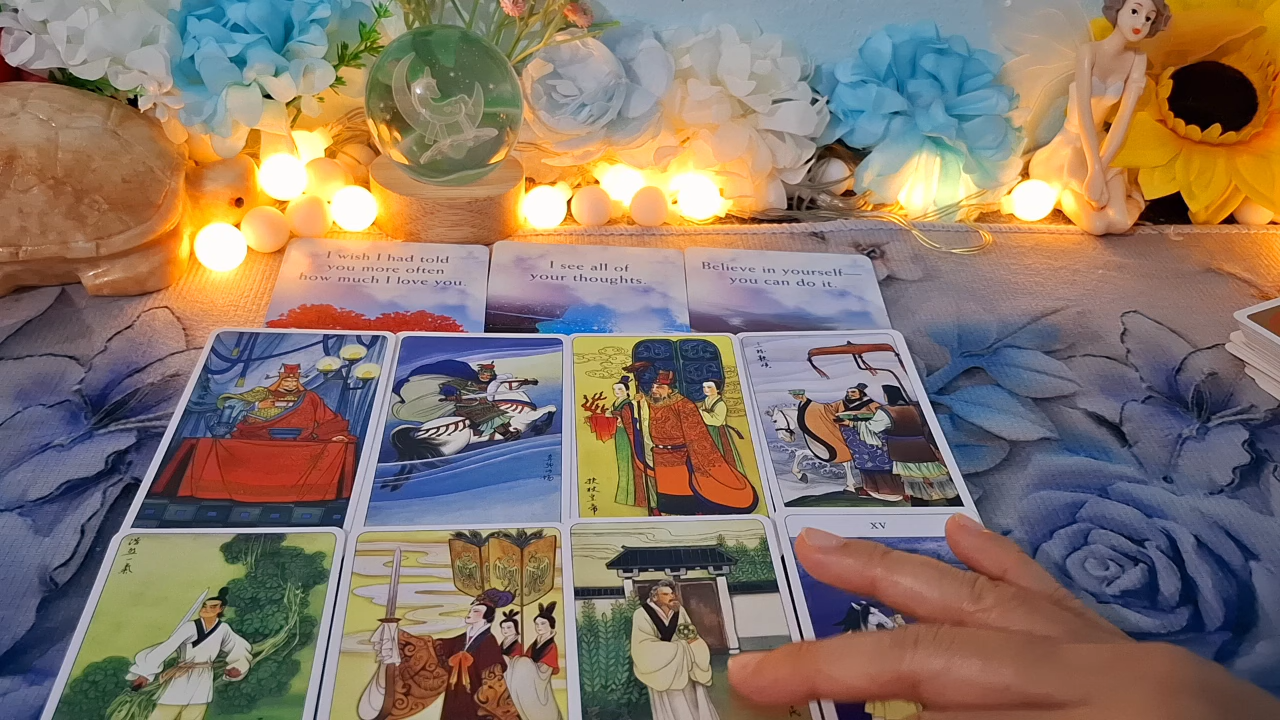 I wish I had told
you more often
how much I love you.
I see all of
your thoughts.
Believe in yourself—
you can do it.
XV